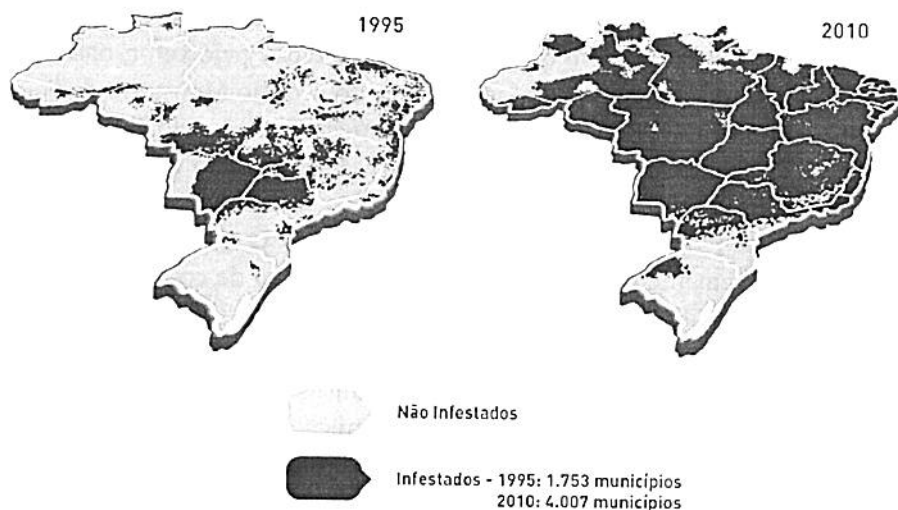 1995
2010
Não Infestados
Infestados - 1995: 1.753 municípios
2010: 4.007 municípios